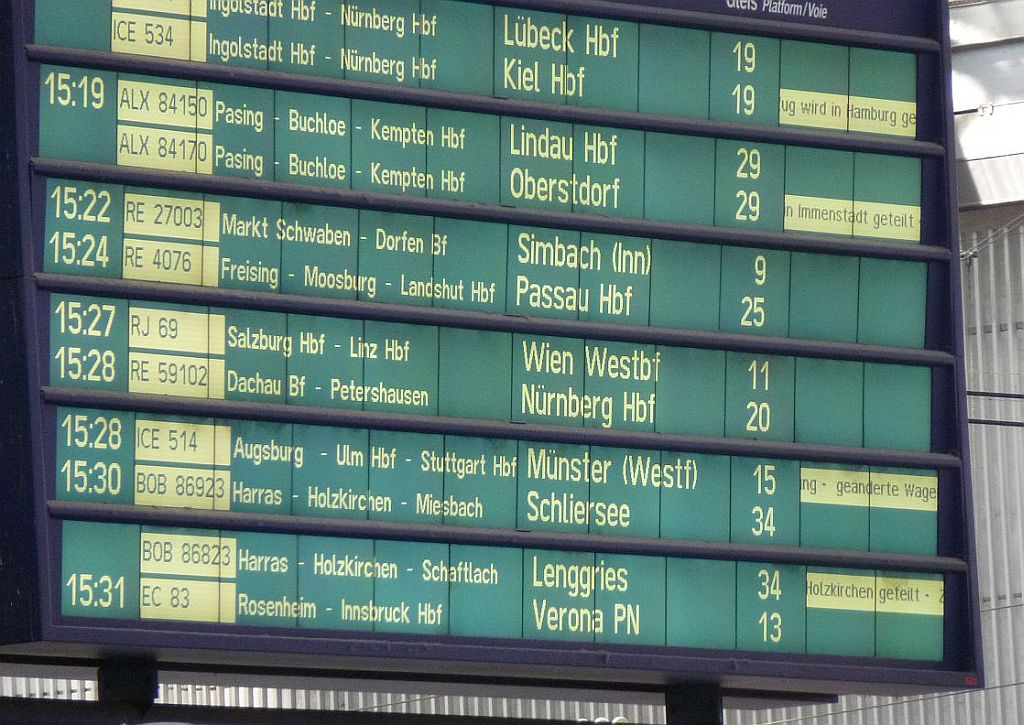 Gleis Platform/Voie
Ingolstadt Hbf - Nürnberg Hbf Lübeck Hbf 19
ICE 534 Ingolstadt Hbf - Nürnberg Hbf Kiel Hbf 19 wird in Hamburg ge
15:19 ALX 84150 Pasing - Buchloe - Kempten Hbf Lindau Hbf 29
ALX 84170 Pasing - Buchloe - Kempten Hbf Oberstdorf 29 n Immenstadt geteilt -
15:22 RE 27003 Markt Schwaben - Dorfen Bf Simbach (Inn) 9
15:24 RE 4076 Freising - Moosburg - Landshut Hbf Passau Hbf 25
15:27 RJ 69 Salzburg Hbf - Linz Hbf Wien Westbf 11
15:28 RE 59102 Dachau Bf - Petershausen Nürnberg Hbf 20
15:28 ICE 514 Augsburg - Ulm Hbf - Stuttgart Hbf Münster (Westf) 15 ng - geänderte Wage
15:30 BOB 86923 Harras - Holzkirchen - Miesbach Schliersee 34
BOB 86823 Harras - Holzkirchen - Schaftlach Lenggries 34 Holzkirchen geteilt - Z
15:31 EC 83 Rosenheim - Innsbruck Hbf Verona PN 13